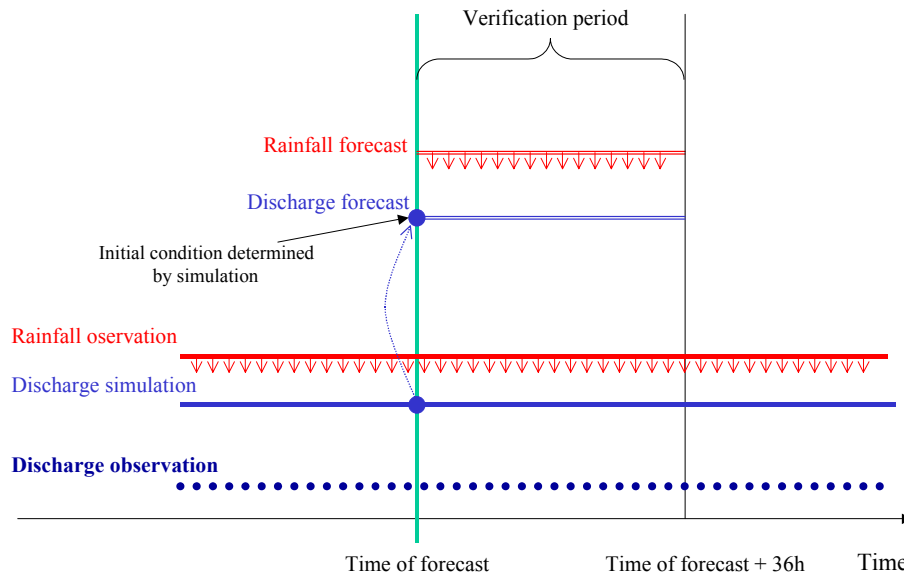 Verification period
Rainfall forecast
Discharge forecast
Initial condition determined
by simulation
Rainfall oservation
Discharge simulation
Discharge observation
Time of forecast
Time of forecast + 36h
Time